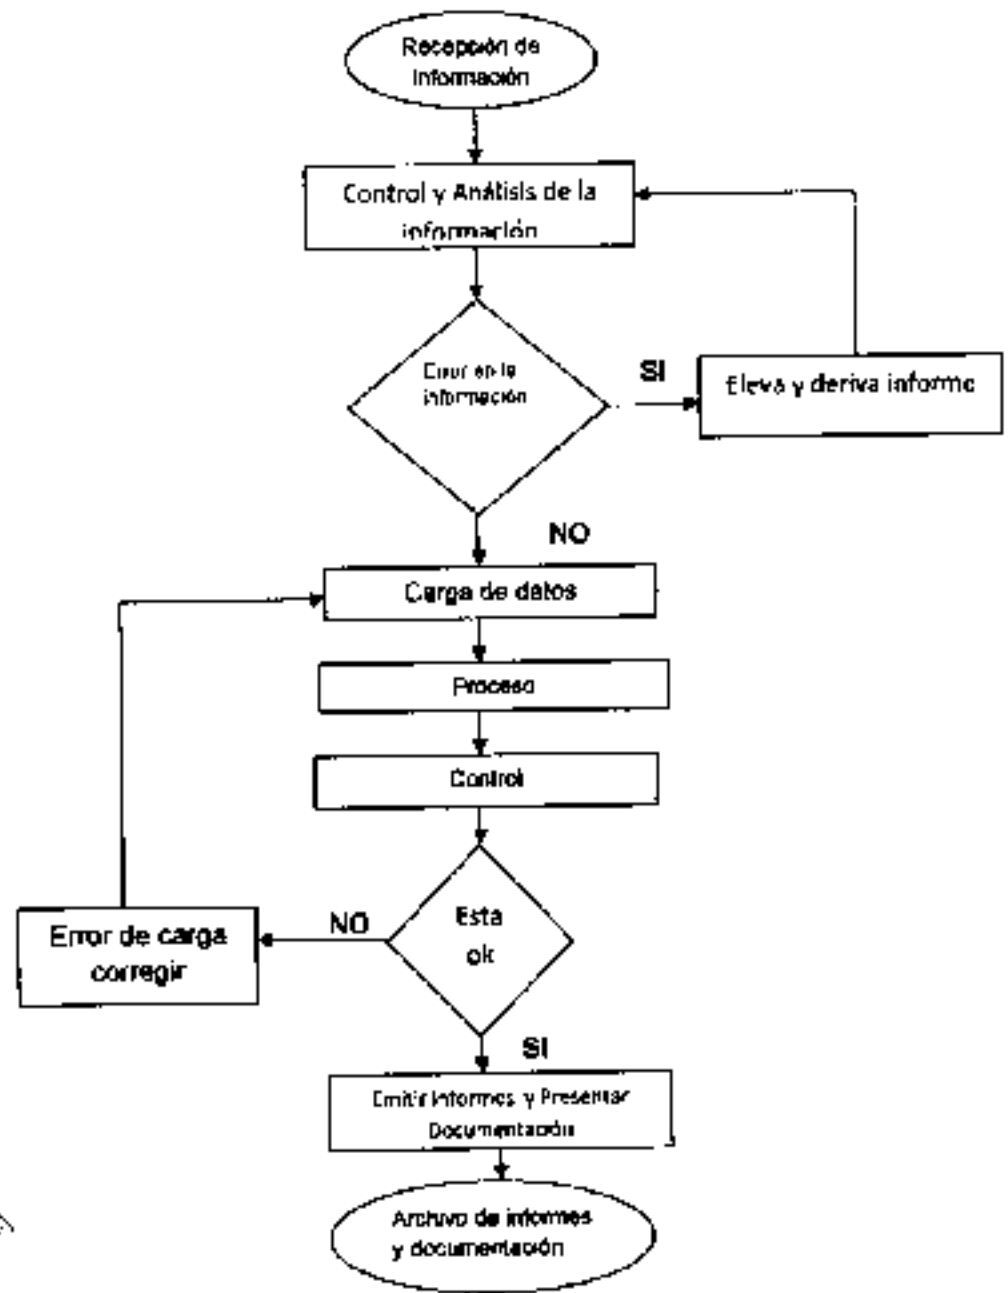 Recepción de
Información
Control y Análisis de la
información
Error en la
información
SI
Eleva y deriva informe
NO
Carga de datos
Proceso
Control
Esta
ok
NO
Error de carga
corregir
SI
Emitir Informes y Presentar
Documentación
Archivo de informes
y documentación